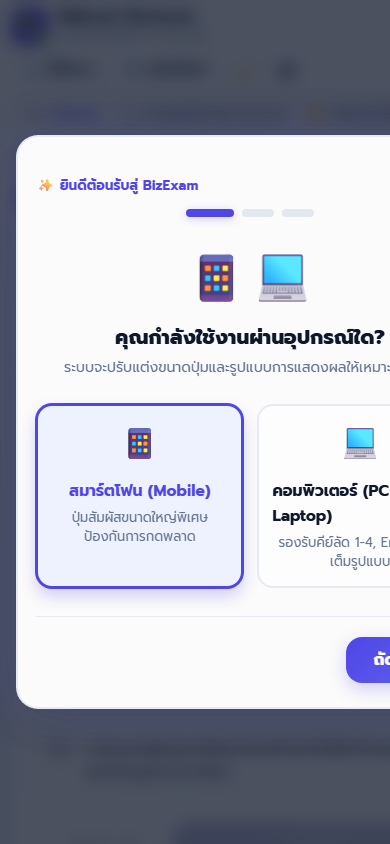 ยินดีต้อนรับสู่ BizExam
คุณกำลังใช้งานผ่านอุปกรณ์ใด?
ระบบจะปรับแต่งขนาดปุ่มและรูปแบบการแสดงผลให้เหมาะ
สมาร์ตโฟน (Mobile)
ปุ่มสัมผัสขนาดใหญ่พิเศษ
ป้องกันการกดพลาด
คอมพิวเตอร์ (PC
Laptop)
รองรับคีย์ลัด 1-4,
เต็มรูปแบบ